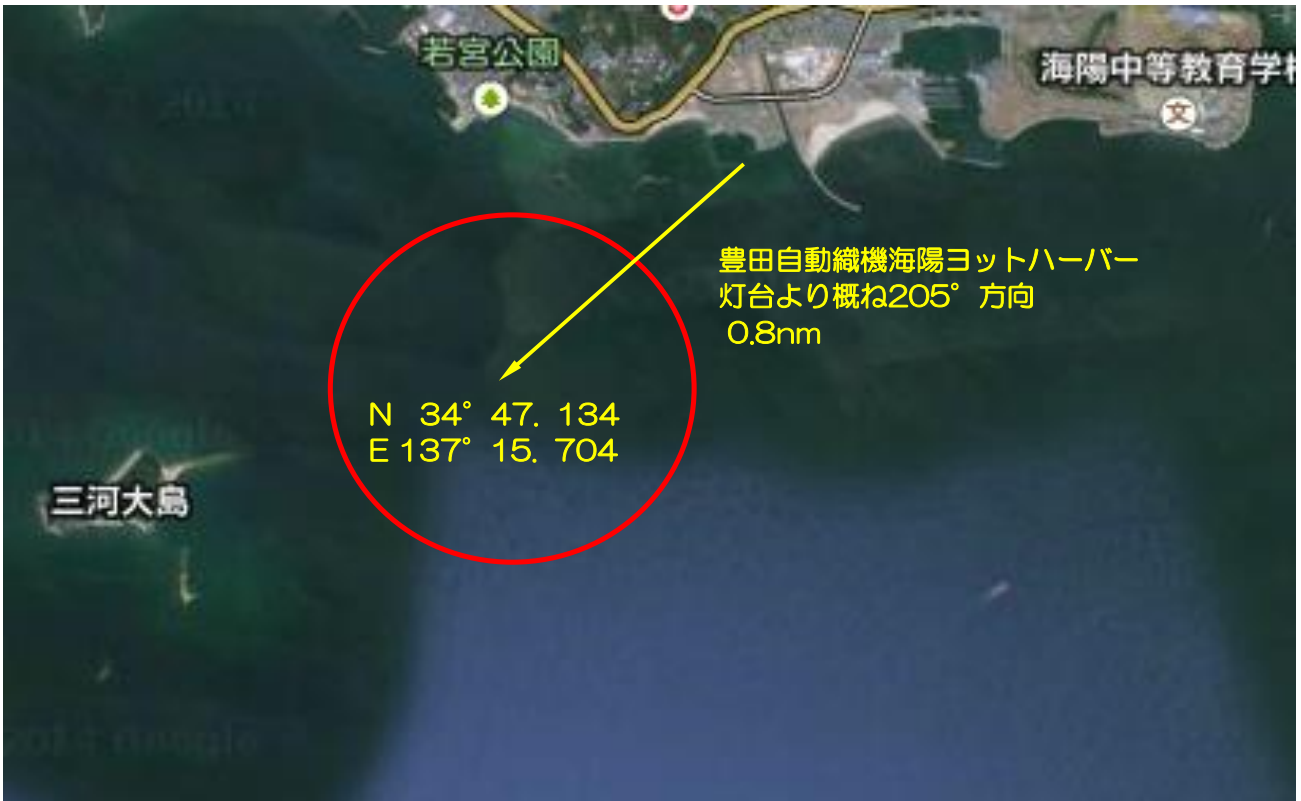 若宮公園
海陽中等教育学校
文
豊田自動織機海陽ヨットハーバー
灯台より概ね205°方向
0.8nm
N 34°47.134
E 137°15.704
三河大島